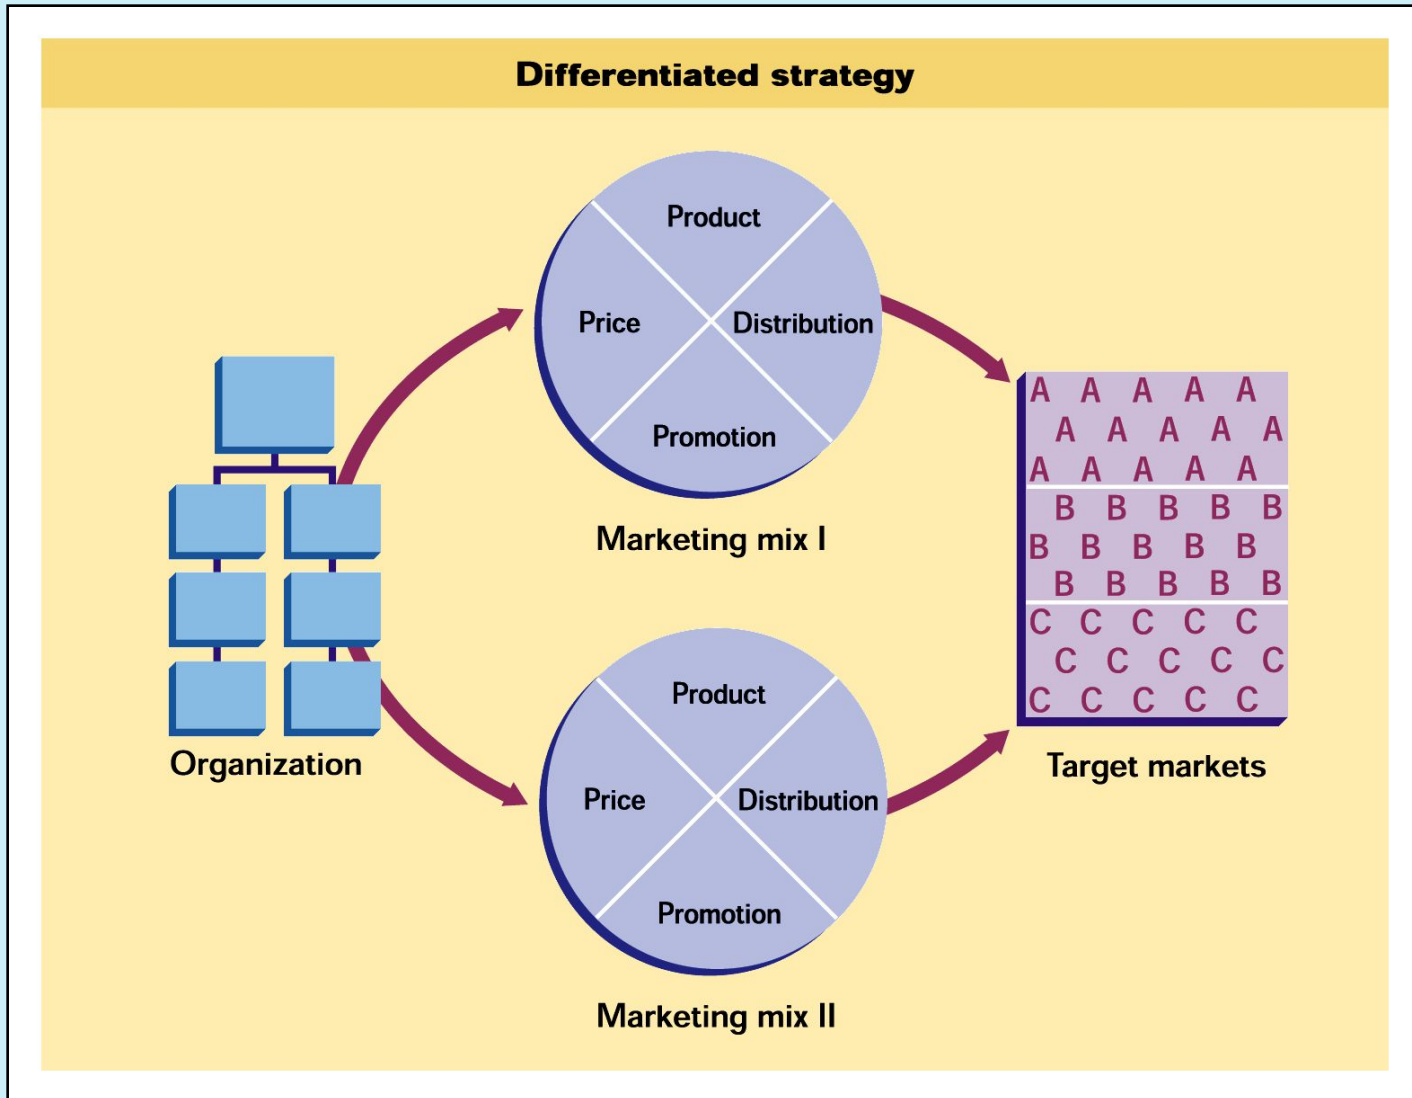 Differentiated strategy
Product
Price
Distribution
Promotion
Marketing mix I
Organization
Product
Price
Distribution
Promotion
Marketing mix II
A A A A A
A A A A A
A A A A A
B B B B B
B B B B B
B B B B B
C C C C C
C C C C C
C C C C C
Target markets